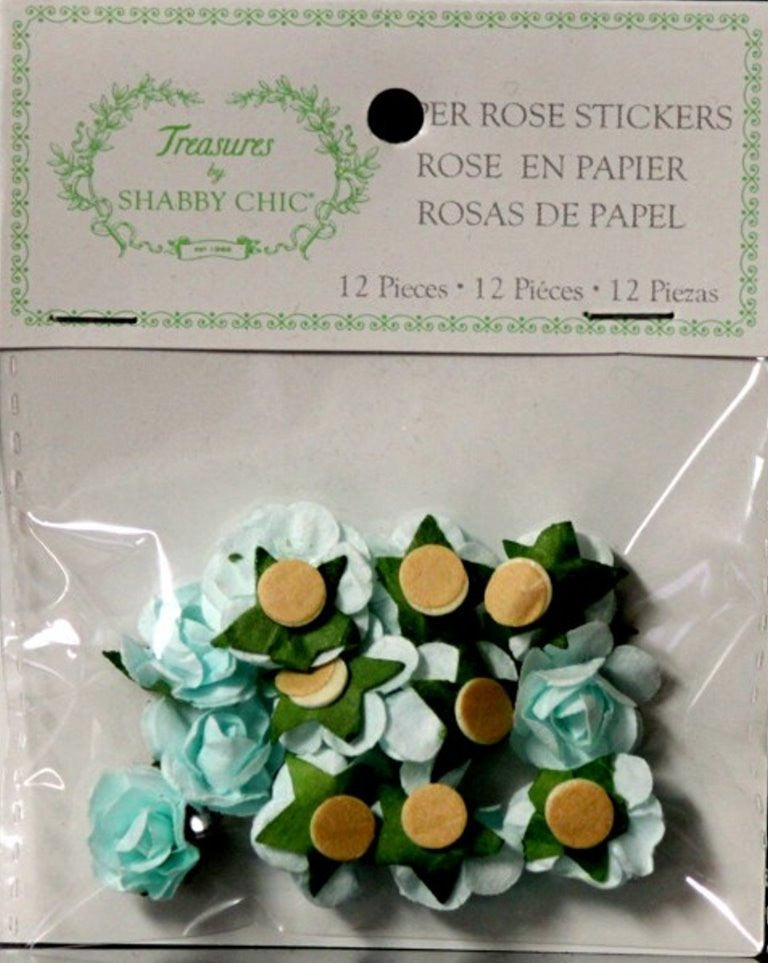 Treasures
by
SHABBY CHIC®
PER ROSE STICKERS
ROSE EN PAPIER
ROSAS DE PAPEL
12 Pieces • 12 Piéces • 12 Piezas